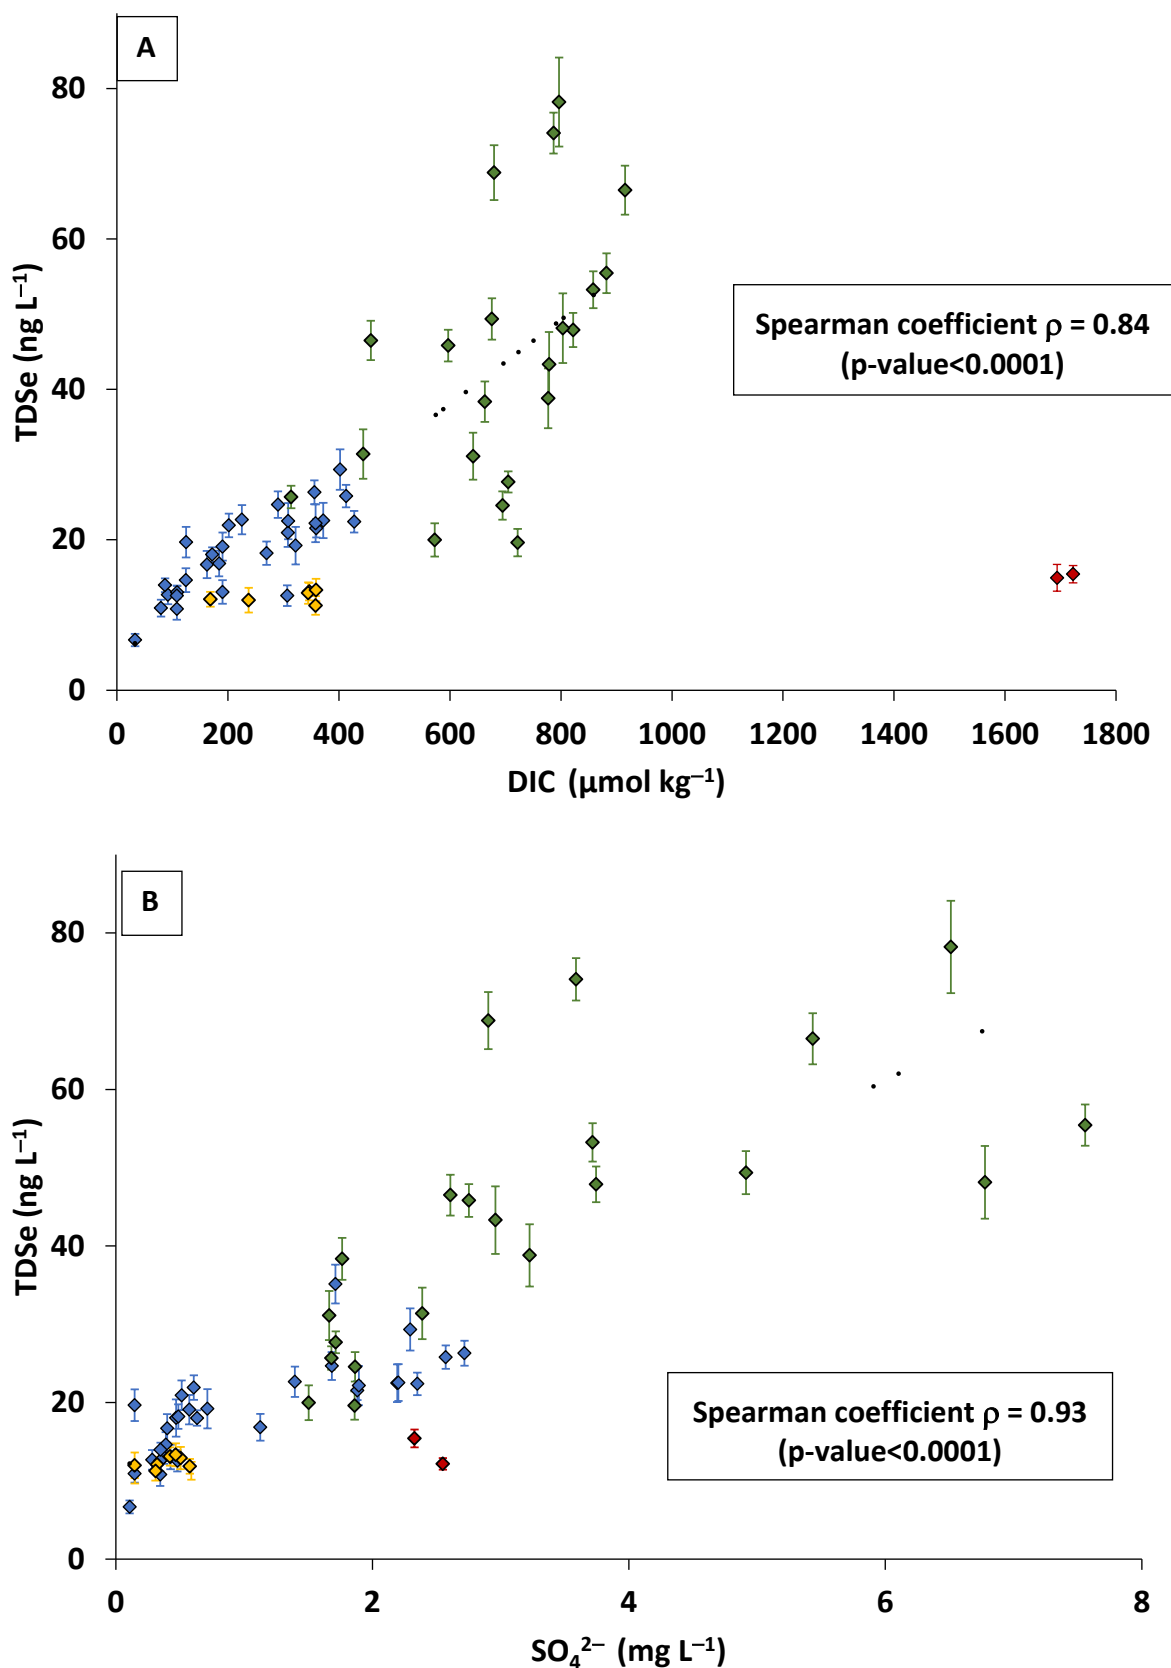 A
80
60
40
20
0
TDSe (ng L⁻¹)
Spearman coefficient ρ = 0.84
(p-value<0.0001)
0 200 400 600 800 1000 1200 1400 1600 1800
DIC (µmol kg⁻¹)
B
80
60
40
20
0
TDSe (ng L⁻¹)
Spearman coefficient ρ = 0.93
(p-value<0.0001)
0 2 4 6 8
SO₄²⁻ (mg L⁻¹)